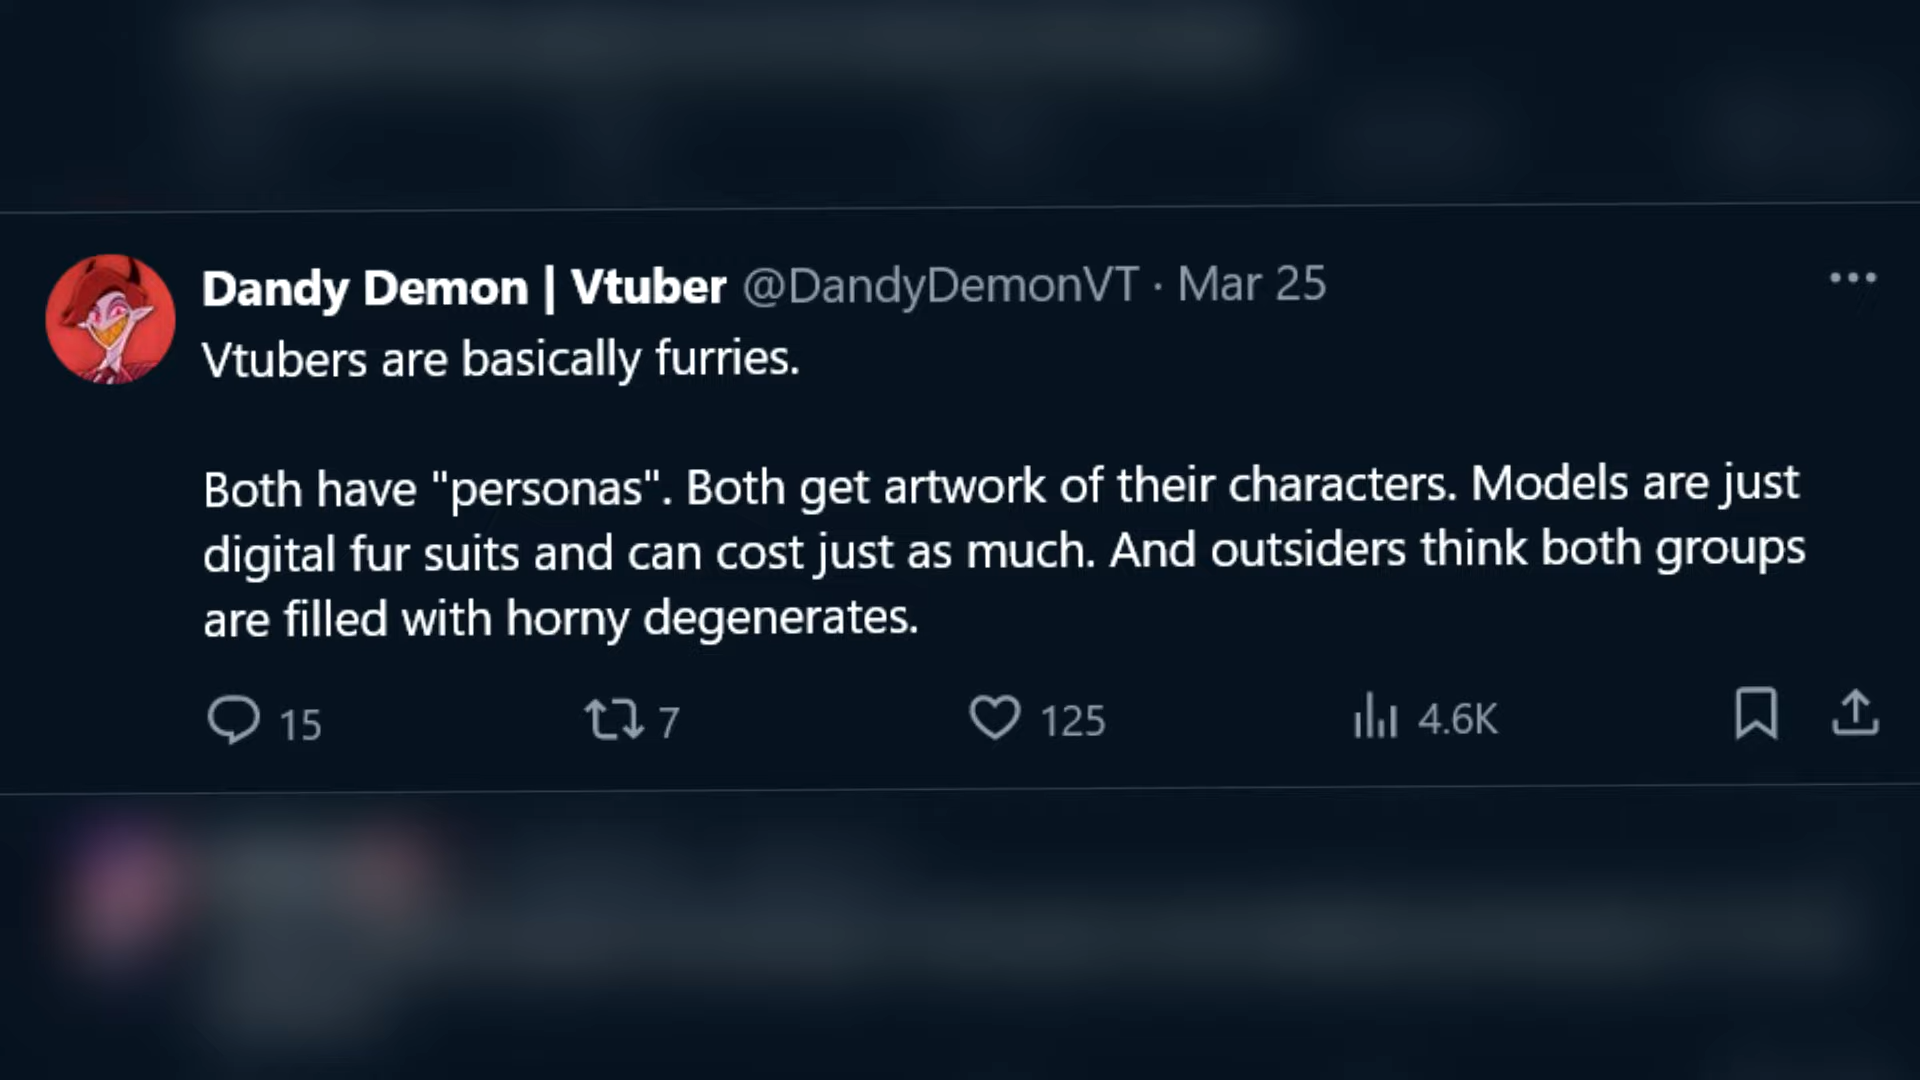 Dandy Demon | Vtuber @DandyDemonVT · Mar 25
Vtubers are basically furries.
Both have "personas". Both get artwork of their characters. Models are just
digital fur suits and can cost just as much. And outsiders think both groups
are filled with horny degenerates.
15 7 125 4.6K